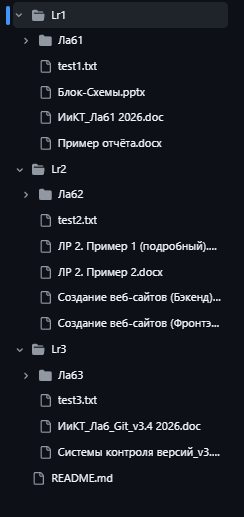 Lr1
Лаб1
test1.txt
Блок-Схемы.pptx
ИиКТ_Лаб1 2026.doc
Пример отчёта.docx
Lr2
Лаб2
test2.txt
ЛР 2. Пример 1 (подробный)....
ЛР 2. Пример 2.docx
Создание веб-сайтов (Бэкенд)...
Создание веб-сайтов (Фронтэ...
Lr3
Лаб3
test3.txt
ИиКТ_Лаб_Git_v3.4 2026.doc
Системы контроля версий_v3....
README.md